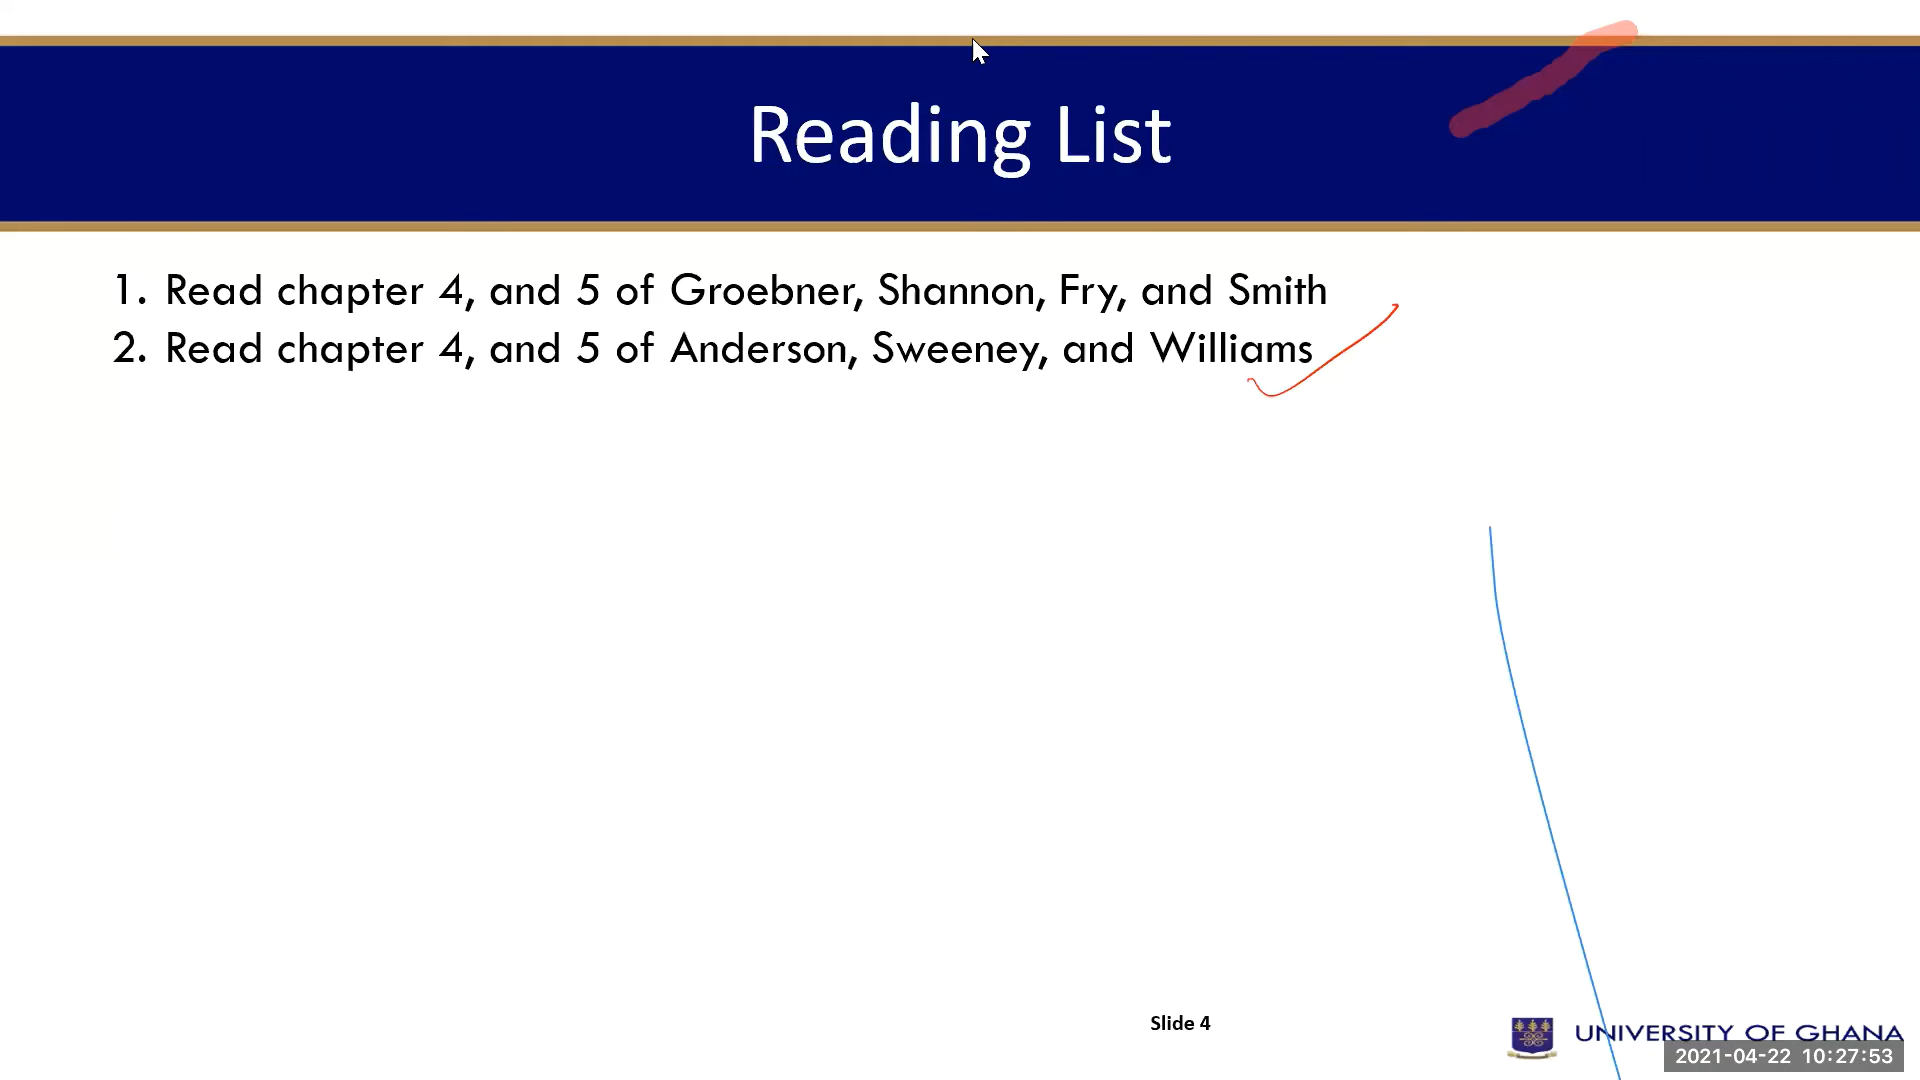 Reading List
1. Read chapter 4, and 5 of Groebner, Shannon, Fry, and Smith
2. Read chapter 4, and 5 of Anderson, Sweeney, and Williams
Slide 4
UNIVERSITY OF GHANA
2021-04-22 10:27:53